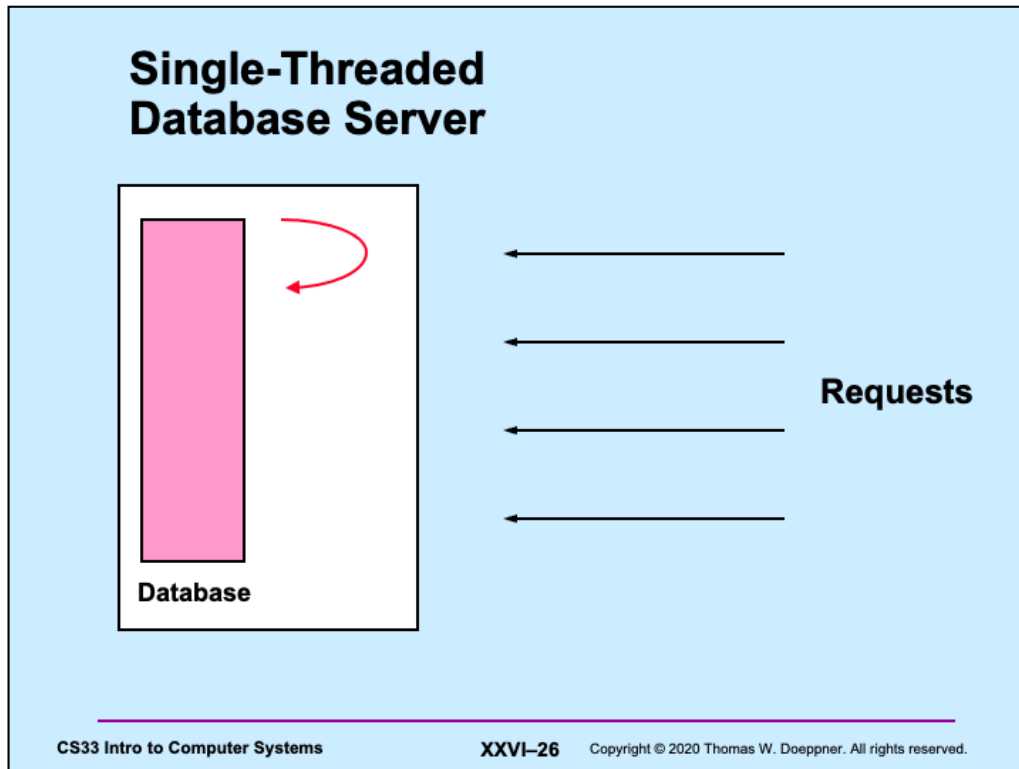 Single-Threaded
Database Server
Requests
Database
CS33 Intro to Computer Systems
XXVI–26
Copyright © 2020 Thomas W. Doeppner. All rights reserved.